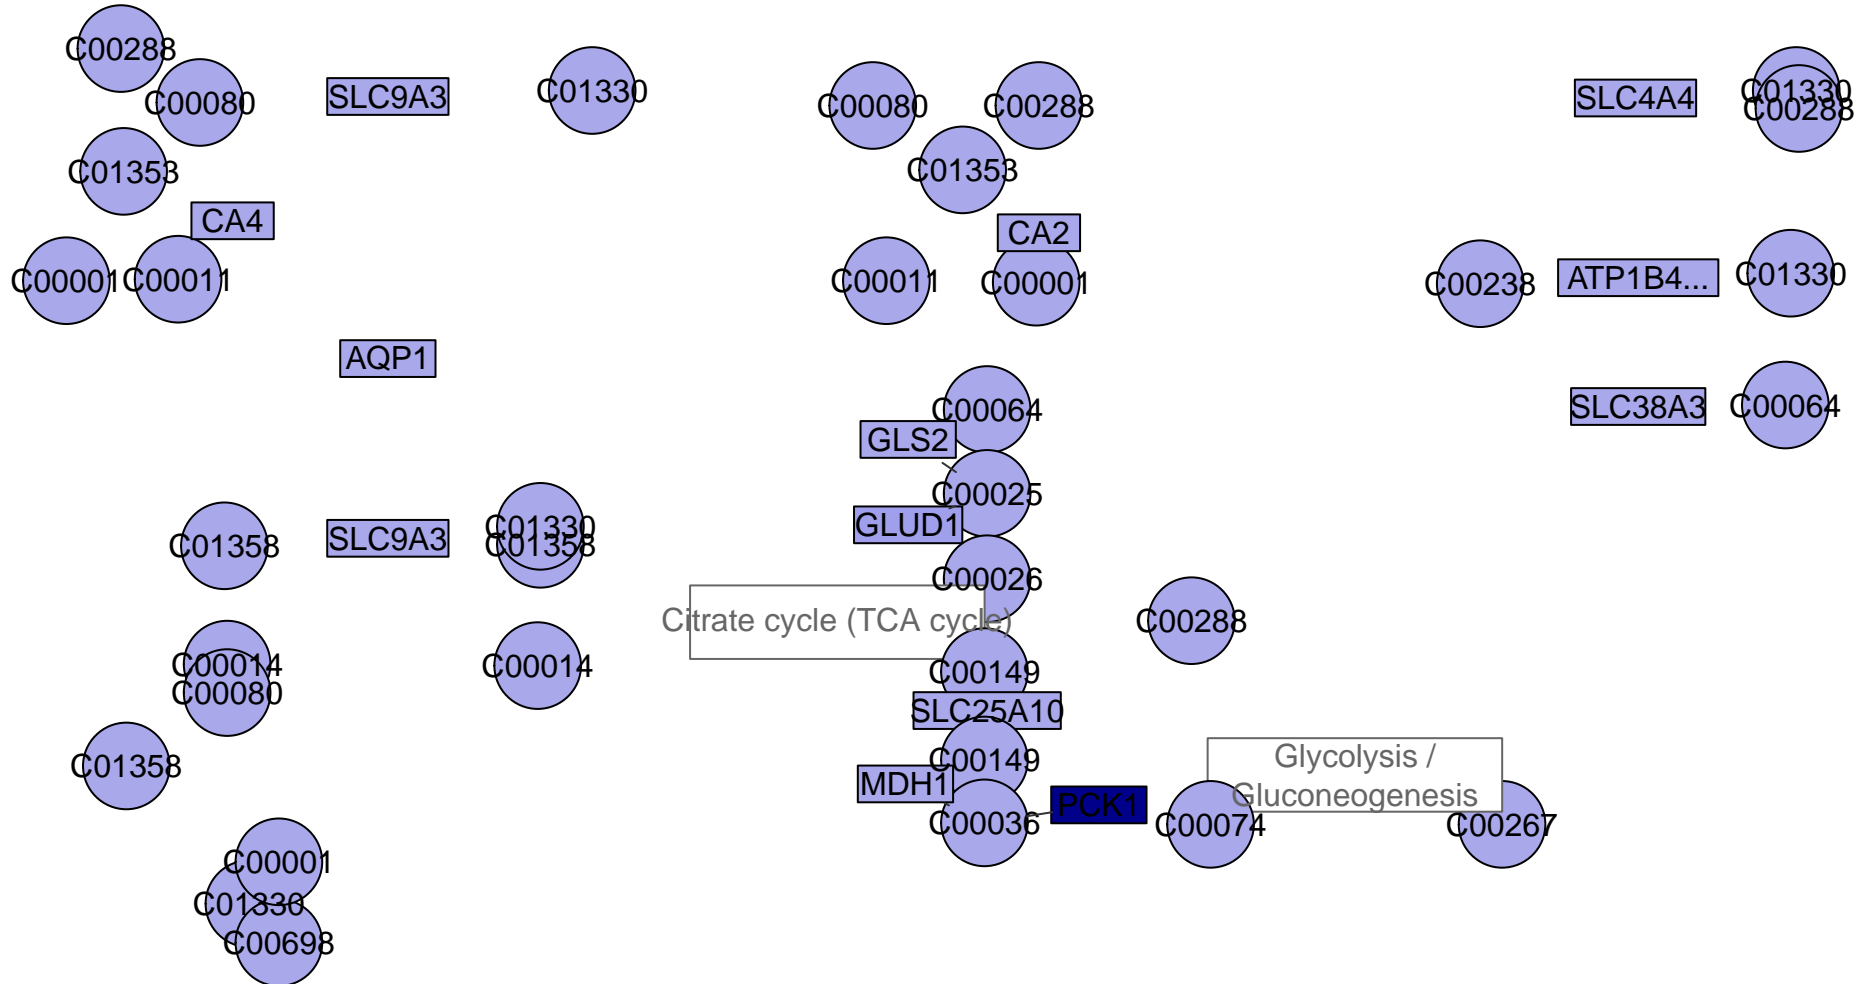 C00288
C00080
SLC9A3
C01330
C00080
C00288
SLC4A4
C01330
C00288
C01353
C01353
CA4
CA2
C00001
C00011
C00011
C00001
C00238
ATP1B4...
C01330
AQP1
C00064
SLC38A3
C00064
GLS2
C00025
GLUD1
C01358
SLC9A3
C01330
C01358
C00026
Citrate cycle (TCA cycle)
C00288
C00014
C00080
C00014
C00149
SLC25A10
C01358
C00149
MDH1
Glycolysis /
Gluconeogenesis
PCK1
C00036
C00074
C00267
C00001
C01330
C00698